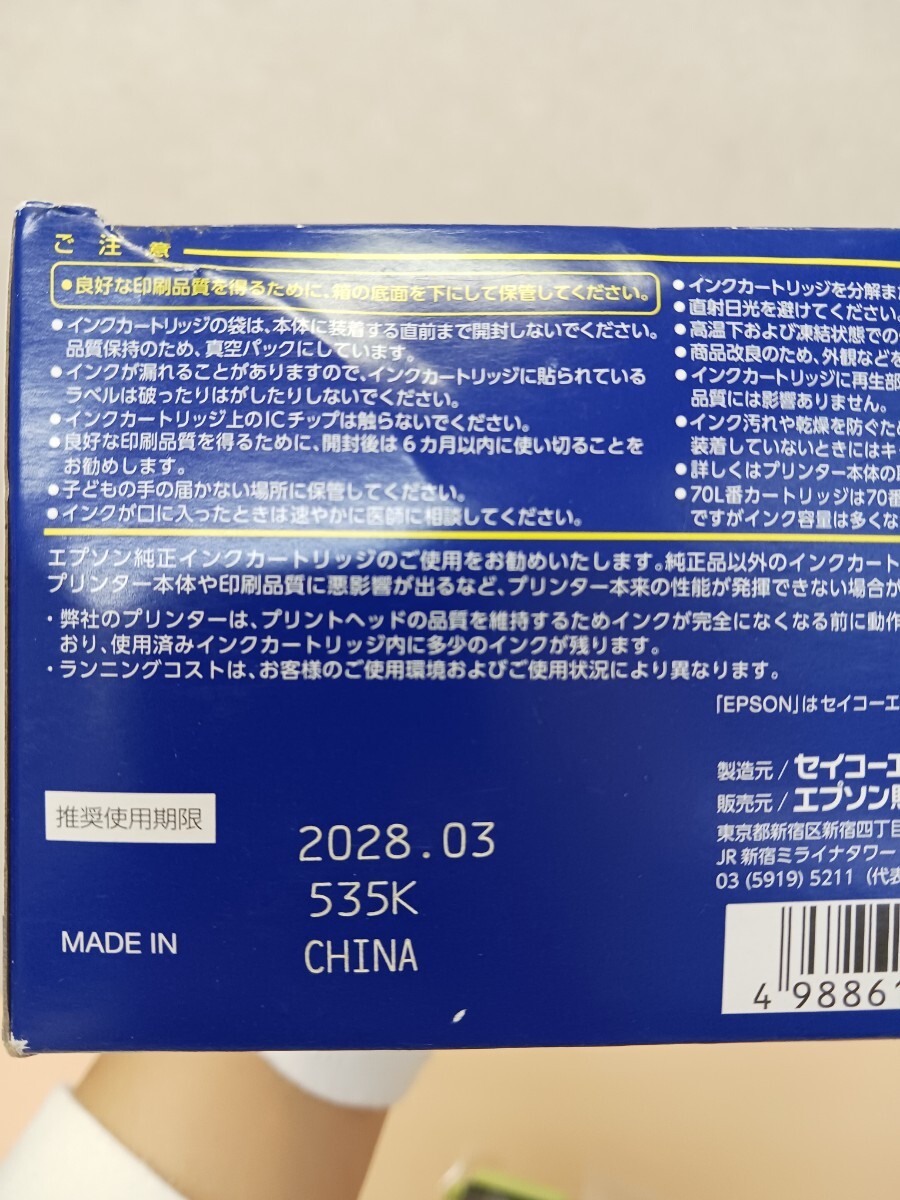 ご注意
●良好な印刷品質を得るために、箱の底面を下にして保管してください。
●インクカートリッジの袋は、本体に装着する直前まで開封しないでください。
品質保持のため、真空パックにしています。
●インクが漏れることがありますので、インクカートリッジに貼られている
ラベルは破ったりはがしたりしないでください。
●インクカートリッジ上のICチップは触らないでください。
●良好な印刷品質を得るために、開封後は6カ月以内に使い切ることを
お勧めします。
●子どもの手の届かない場所に保管してください。
●インクが口に入ったときは速やかに医師に相談してください。
●インクカートリッジを分解ま
●直射日光を避けてください。
●高温下および凍結状態での
●商品改良のため、外観などを
●インクカートリッジに再生部
品質には影響ありません。
●インク汚れや乾燥を防ぐため
装着していないときにはキ
●詳しくはプリンター本体の
●70L番カートリッジは70番
ですがインク容量は多くな
エプソン純正インクカートリッジのご使用をお勧めいたします。純正品以外のインクカート
プリンター本体や印刷品質に悪影響が出るなど、プリンター本来の性能が発揮できない場合が
・弊社のプリンターは、プリントヘッドの品質を維持するためインクが完全になくなる前に動作
おり、使用済みインクカートリッジ内に多少のインクが残ります。
・ランニングコストは、お客様のご使用環境およびご使用状況により異なります。
「EPSON」はセイコーエ
製造元/セイコーエ
販売元/エプソン販
東京都新宿区新宿四丁目
JR新宿ミライナタワー
03 (5919) 5211 (代表
推奨使用期限
2028.03
535K
MADE IN CHINA
4 98861